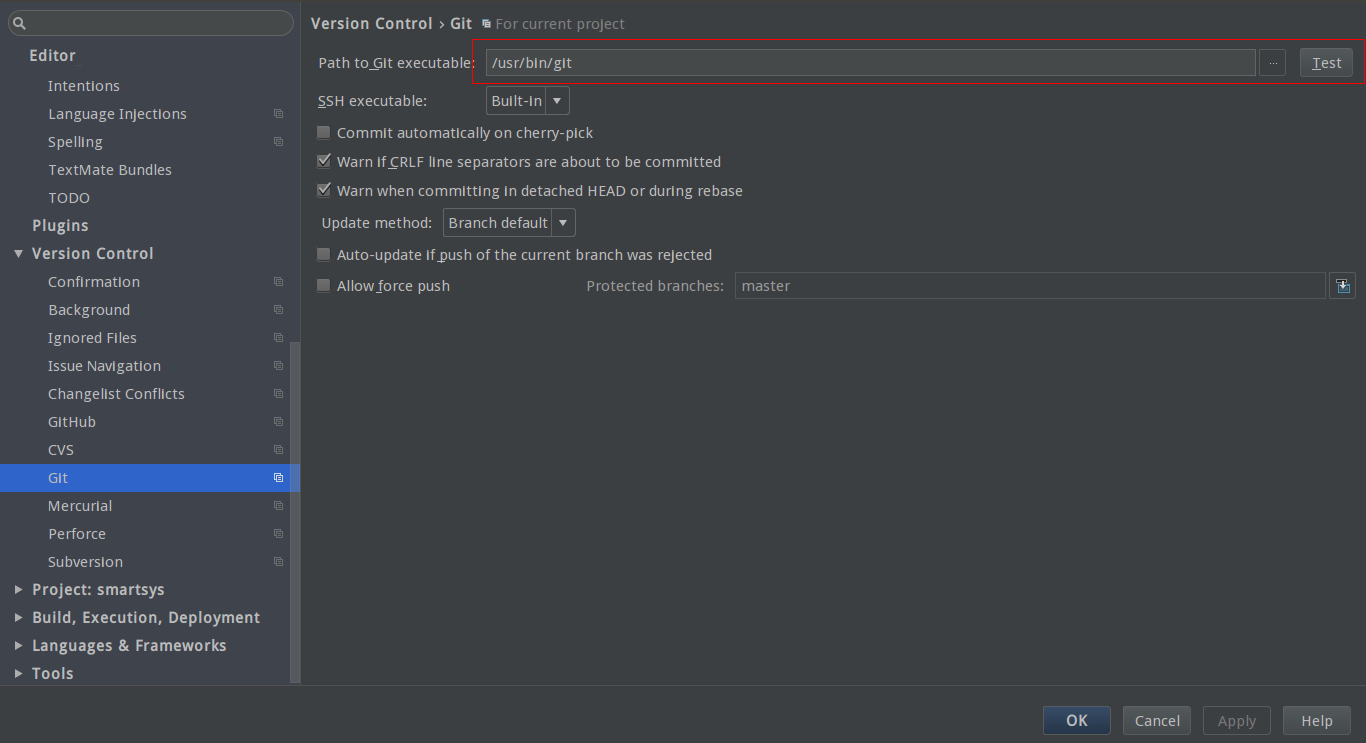 Editor
Intentions
Language Injections
Spelling
TextMate Bundles
TODO
Plugins
Version Control
Confirmation
Background
Ignored Files
Issue Navigation
Changelist Conflicts
GitHub
CVS
Git
Mercurial
Perforce
Subversion
Project: smartsys
Build, Execution, Deployment
Languages & Frameworks
Tools
Version Control › Git For current project
Path to Git executable: /usr/bin/git ... Test
SSH executable: Built-in
Commit automatically on cherry-pick
Warn if CRLF line separators are about to be committed
Warn when committing in detached HEAD or during rebase
Update method: Branch default
Auto-update if push of the current branch was rejected
Allow force push Protected branches: master
OK Cancel Apply Help